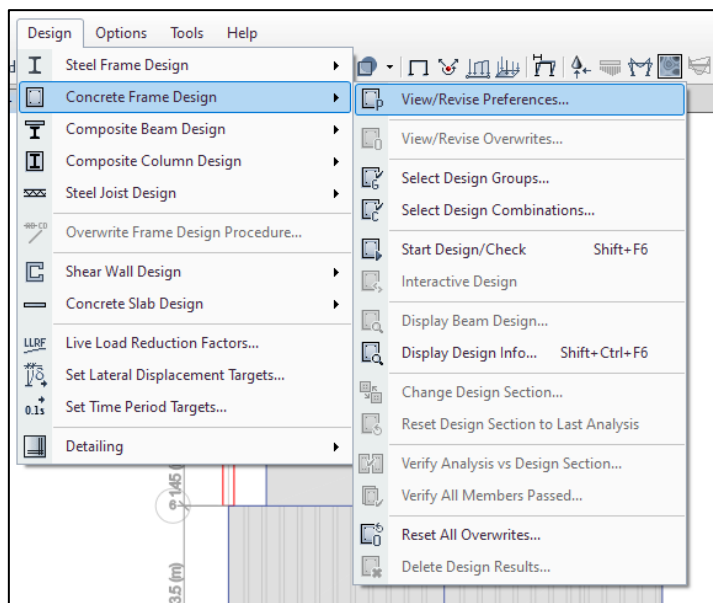 Design Options Tools Help
Steel Frame Design
Concrete Frame Design
Composite Beam Design
Composite Column Design
Steel Joist Design
Overwrite Frame Design Procedure...
Shear Wall Design
Concrete Slab Design
LLRF Live Load Reduction Factors...
Set Lateral Displacement Targets...
0.1s Set Time Period Targets...
Detailing
View/Revise Preferences...
View/Revise Overwrites...
Select Design Groups...
Select Design Combinations...
Start Design/Check Shift+F6
Interactive Design
Display Beam Design...
Display Design Info... Shift+Ctrl+F6
Change Design Section...
Reset Design Section to Last Analysis
Verify Analysis vs Design Section...
Verify All Members Passed...
Reset All Overwrites...
Delete Design Results...
3.5 (m)